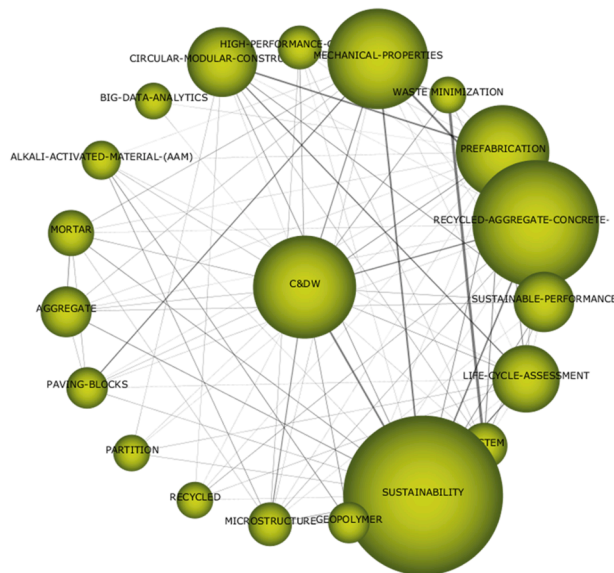 HIGH-PERFORMANCE-
CIRCULAR-MODULAR-CONSTRU
MECHANICAL-PROPERTIES
WASTE MINIMIZATION
BIG-DATA-ANALYTICS
PREFABRICATION
ALKALI-ACTIVATED-MATERIAL-(AAM)
RECYCLED-AGGREGATE-CONCRETE-
MORTAR
C&DW
SUSTAINABLE-PERFORMANCE
AGGREGATE
LIFE-CYCLE-ASSESSMENT
PAVING-BLOCKS
STEM
PARTITION
SUSTAINABILITY
RECYCLED
MICROSTRUCTURE
GEOPOLYMER